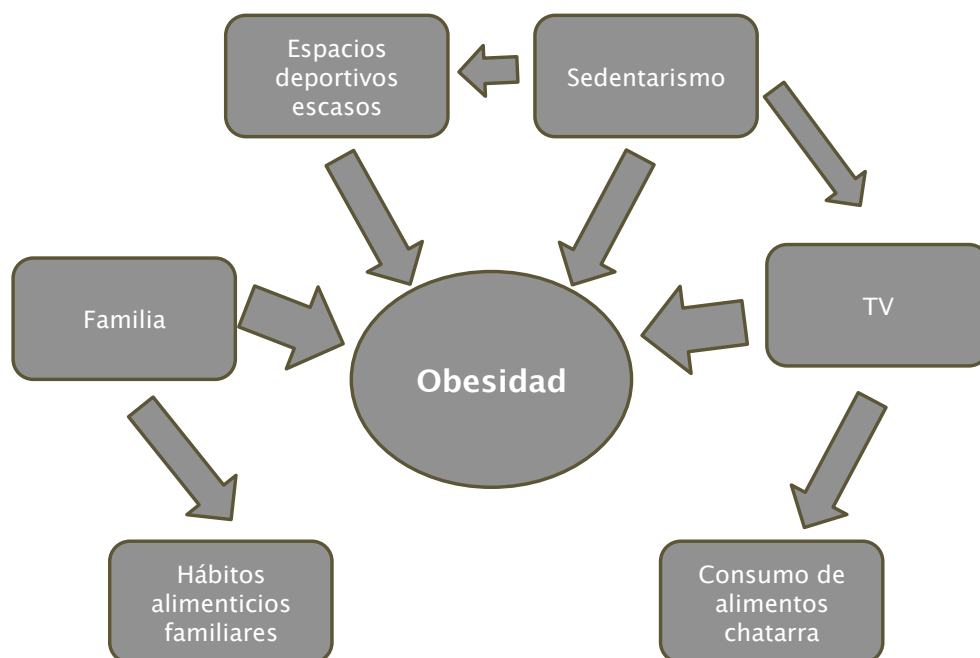 Espacios
deportivos
escasos
Sedentarismo
Familia
TV
Obesidad
Hábitos
alimenticios
familiares
Consumo de
alimentos
chatarra